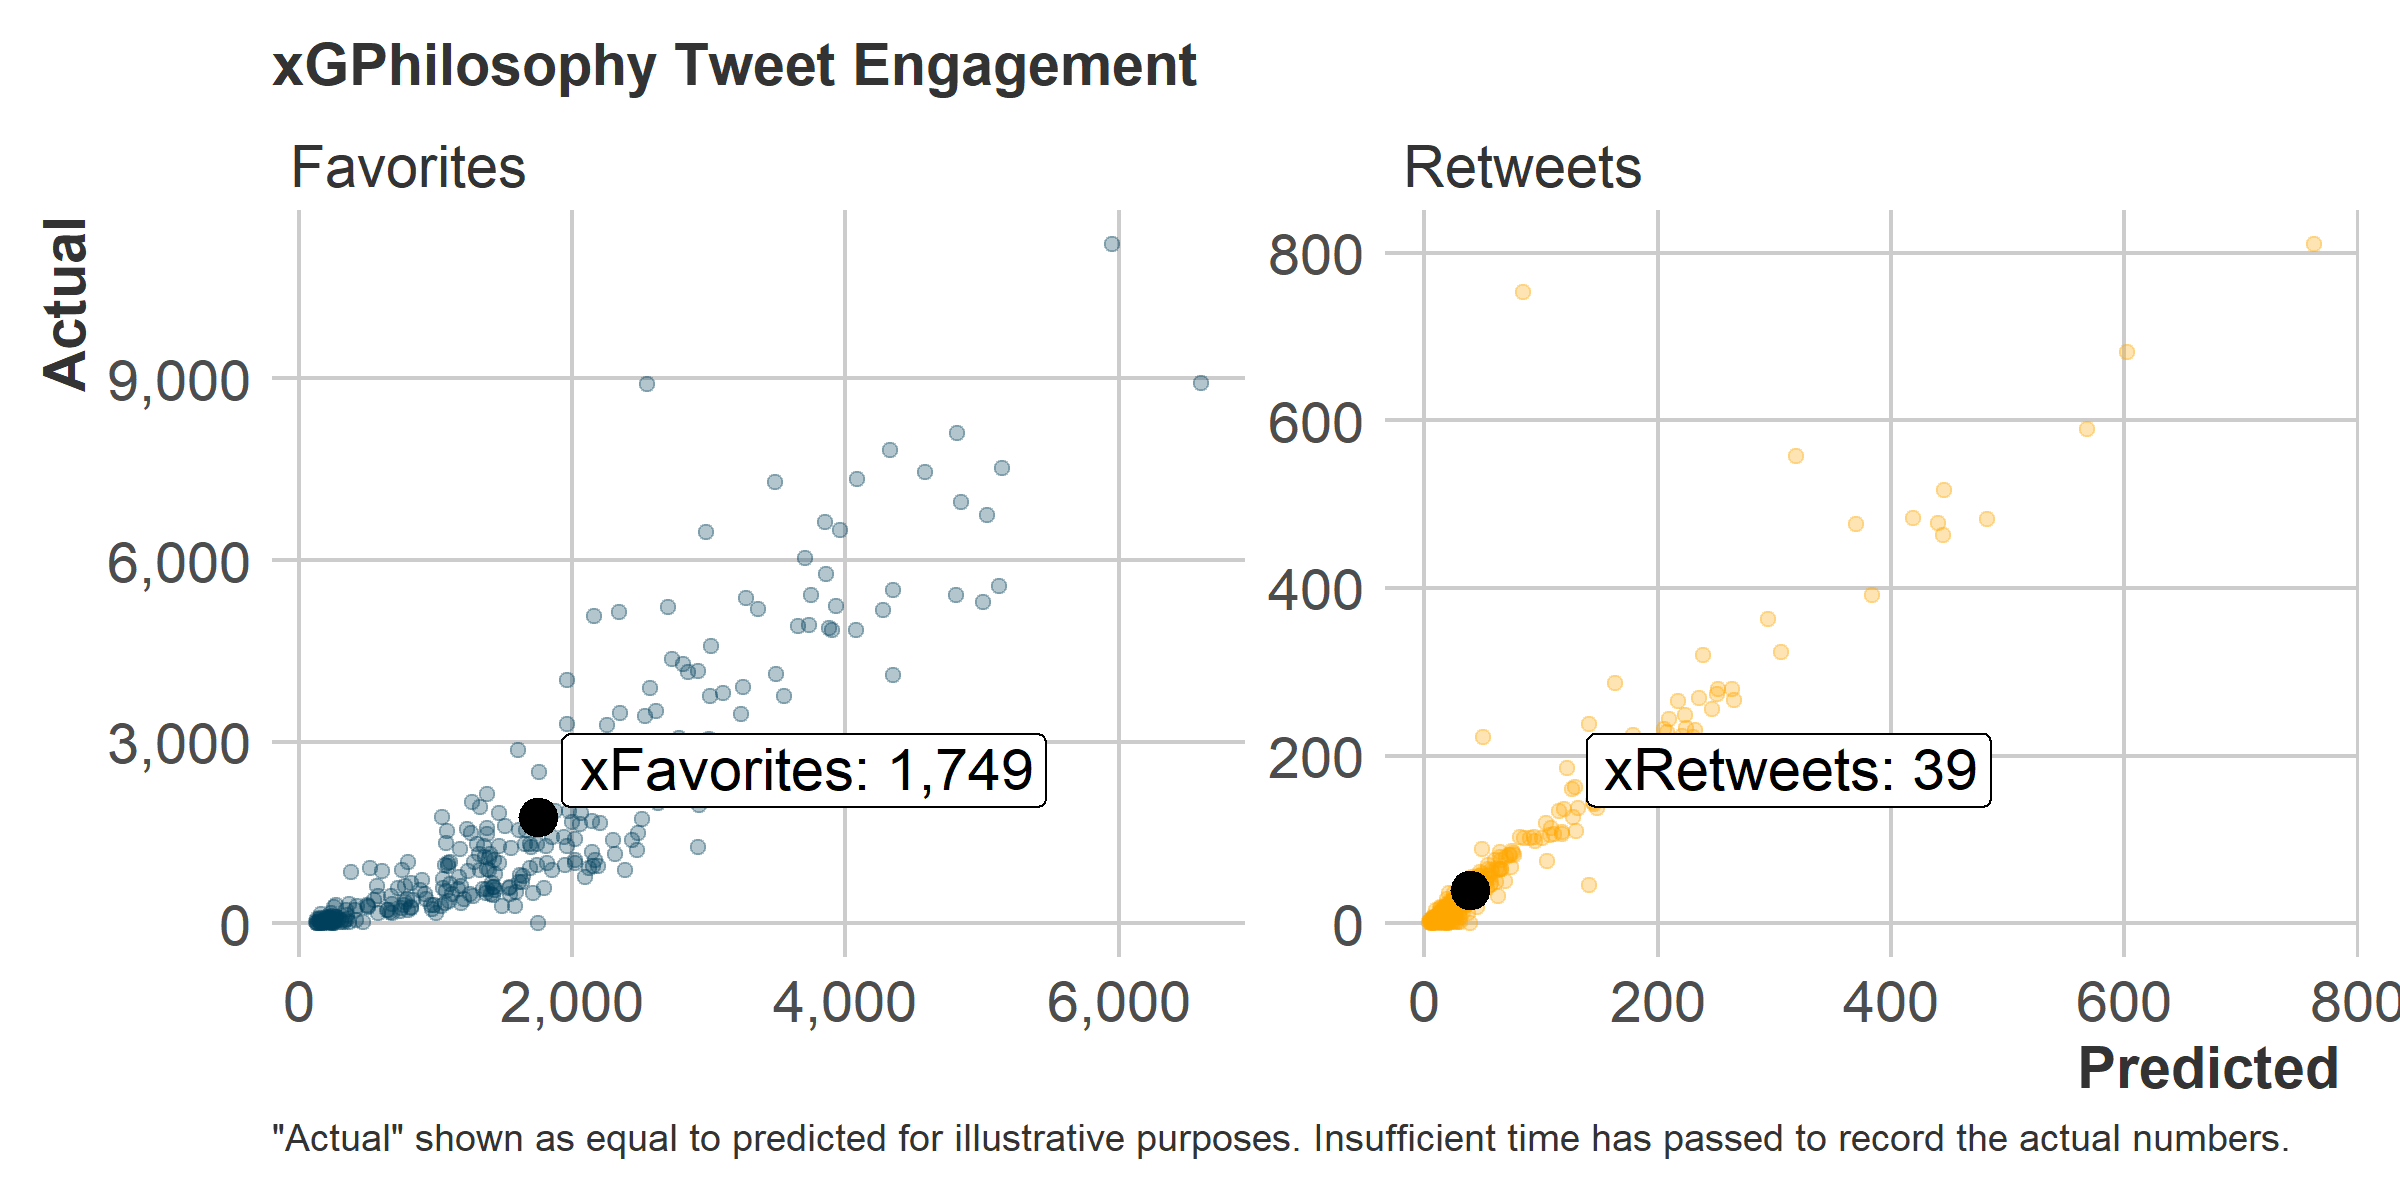 xGPhilosophy Tweet Engagement
Favorites
Retweets
Actual
9,000
6,000
3,000
0
800
600
400
200
0
xFavorites: 1,749
xRetweets: 39
0
2,000
4,000
6,000
0
200
400
600
800
Predicted
"Actual" shown as equal to predicted for illustrative purposes. Insufficient time has passed to record the actual numbers.